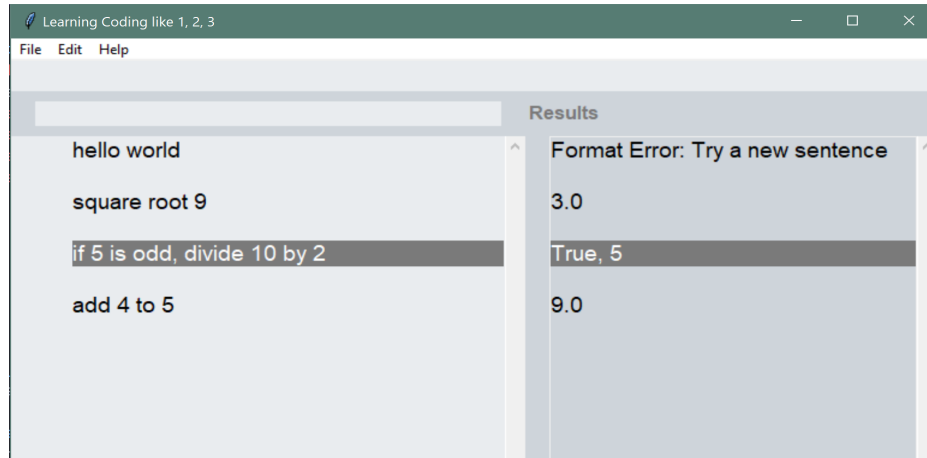 Learning Coding like 1, 2, 3
File Edit Help
Results
hello world
Format Error: Try a new sentence
square root 9
3.0
if 5 is odd, divide 10 by 2
True, 5
add 4 to 5
9.0